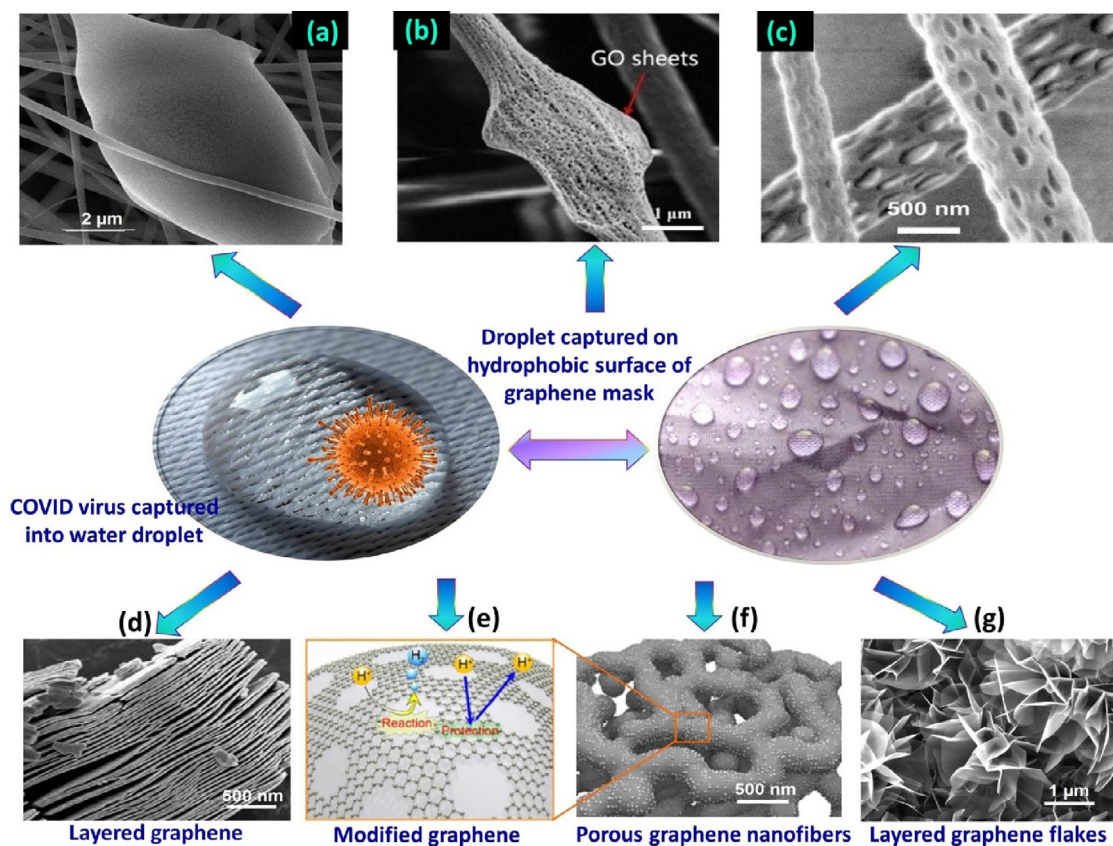 (a)
(b)
(c)
GO sheets
2 µm
1 µm
500 nm
Droplet captured on
hydrophobic surface of
graphene mask
COVID virus captured
into water droplet
(d)
(e)
(f)
(g)
H⁺
H₂
H⁺
H⁺
Reaction
Protection
500 nm
500 nm
1 µm
Layered graphene
Modified graphene
Porous graphene nanofibers
Layered graphene flakes